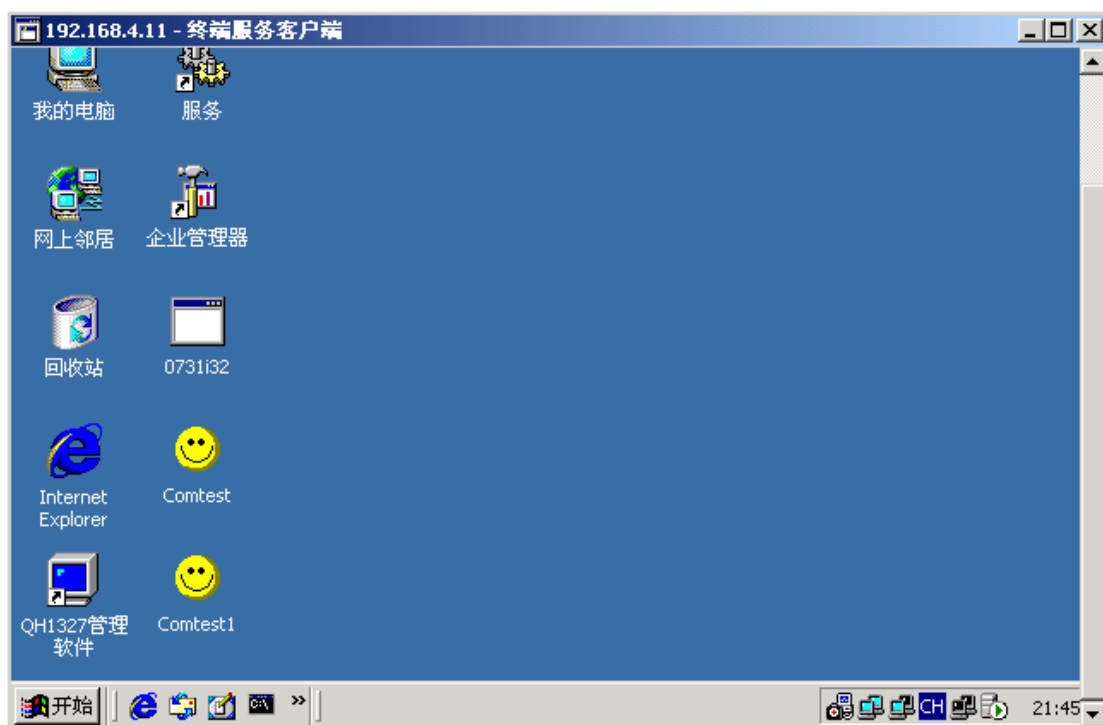 192.168.4.11 - 终端服务客户端
我的电脑
服务
网上邻居
企业管理器
回收站
0731i32
Internet
Explorer
Comtest
QH1327管理
软件
Comtest1
开始
C:\
»
CH
21:45